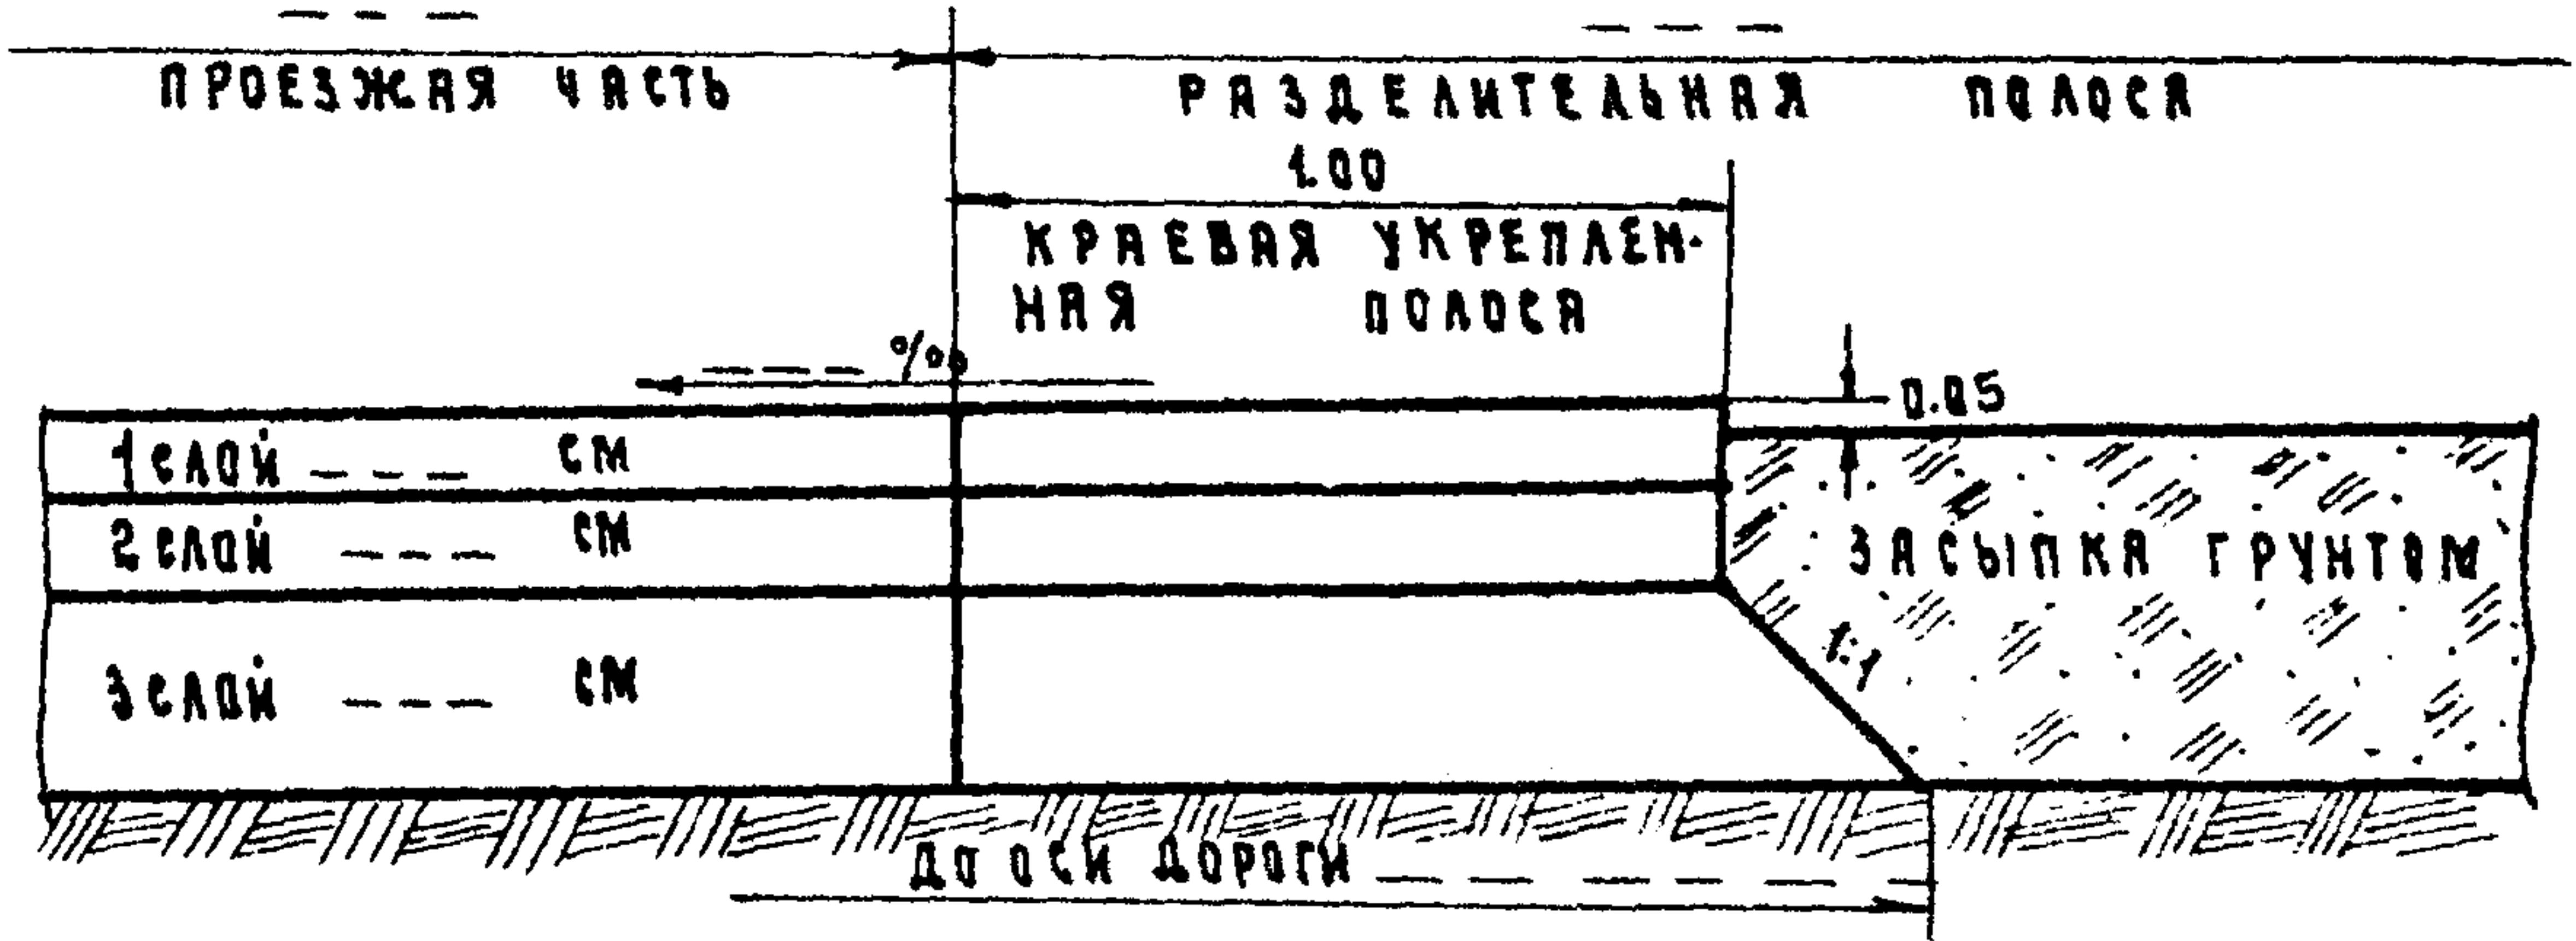 ПРОЕЗЖАЯ ЧАСТЬ
РАЗДЕЛИТЕЛЬНАЯ ПОЛОСА
1.00
КРАЕВАЯ УКРЕПЛЕН-
НАЯ ПОЛОСА
--- ‰
0.05
1 СЛОЙ --- СМ
2 СЛОЙ --- СМ
ЗАСЫПКА ГРУНТОМ
1:1
3 СЛОЙ --- СМ
ДО ОСИ ДОРОГИ